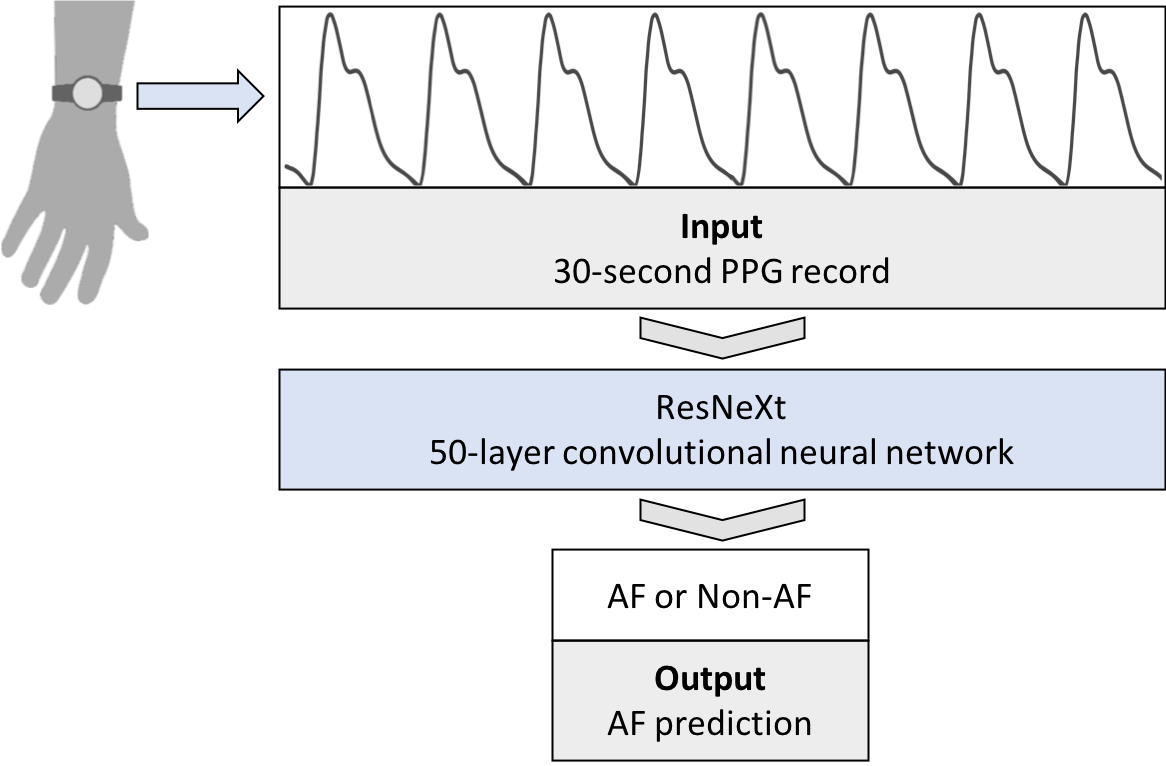 Input
30-second PPG record
ResNeXt
50-layer convolutional neural network
AF or Non-AF
Output
AF prediction